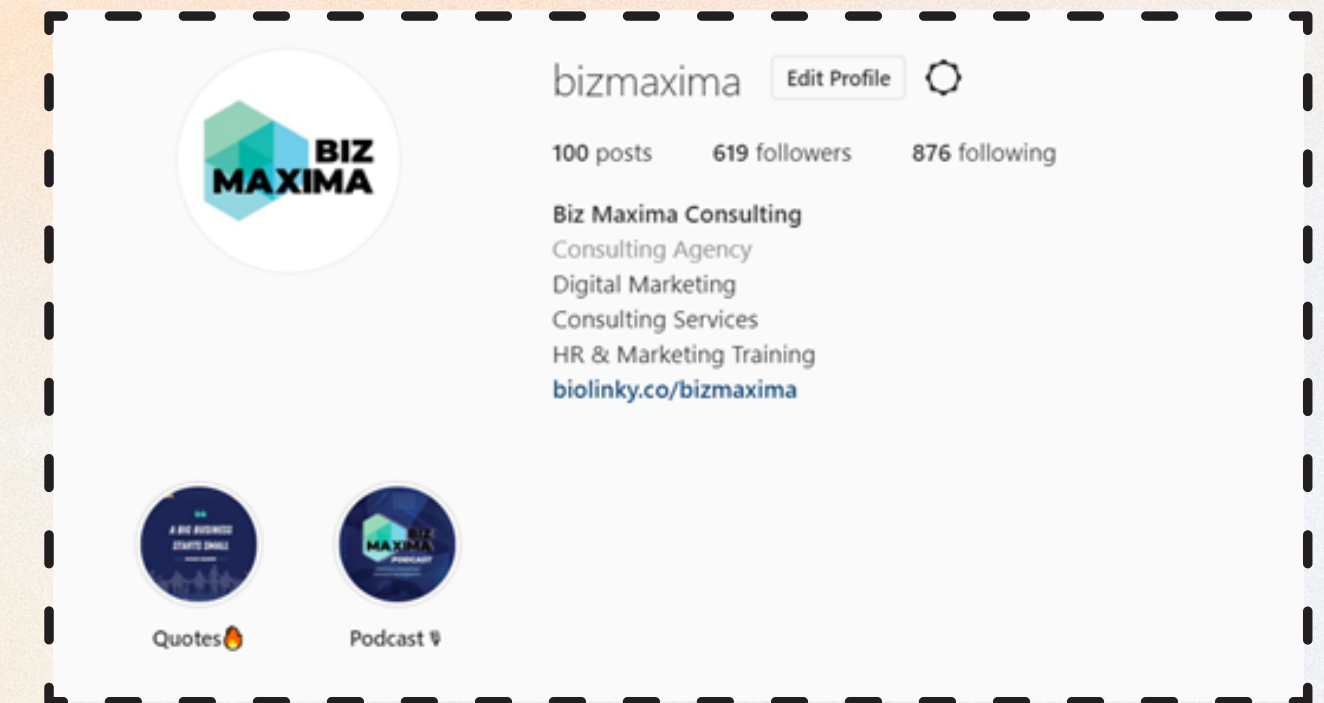 BIZ
MAXIMA
bizmaxima Edit Profile
100 posts 619 followers 876 following
Biz Maxima Consulting
Consulting Agency
Digital Marketing
Consulting Services
HR & Marketing Training
biolinky.co/bizmaxima
A BIG BUSINESS
STARTS SMALL
BIZ
MAXIMA
PODCAST
Quotes🔥 Podcast🎙